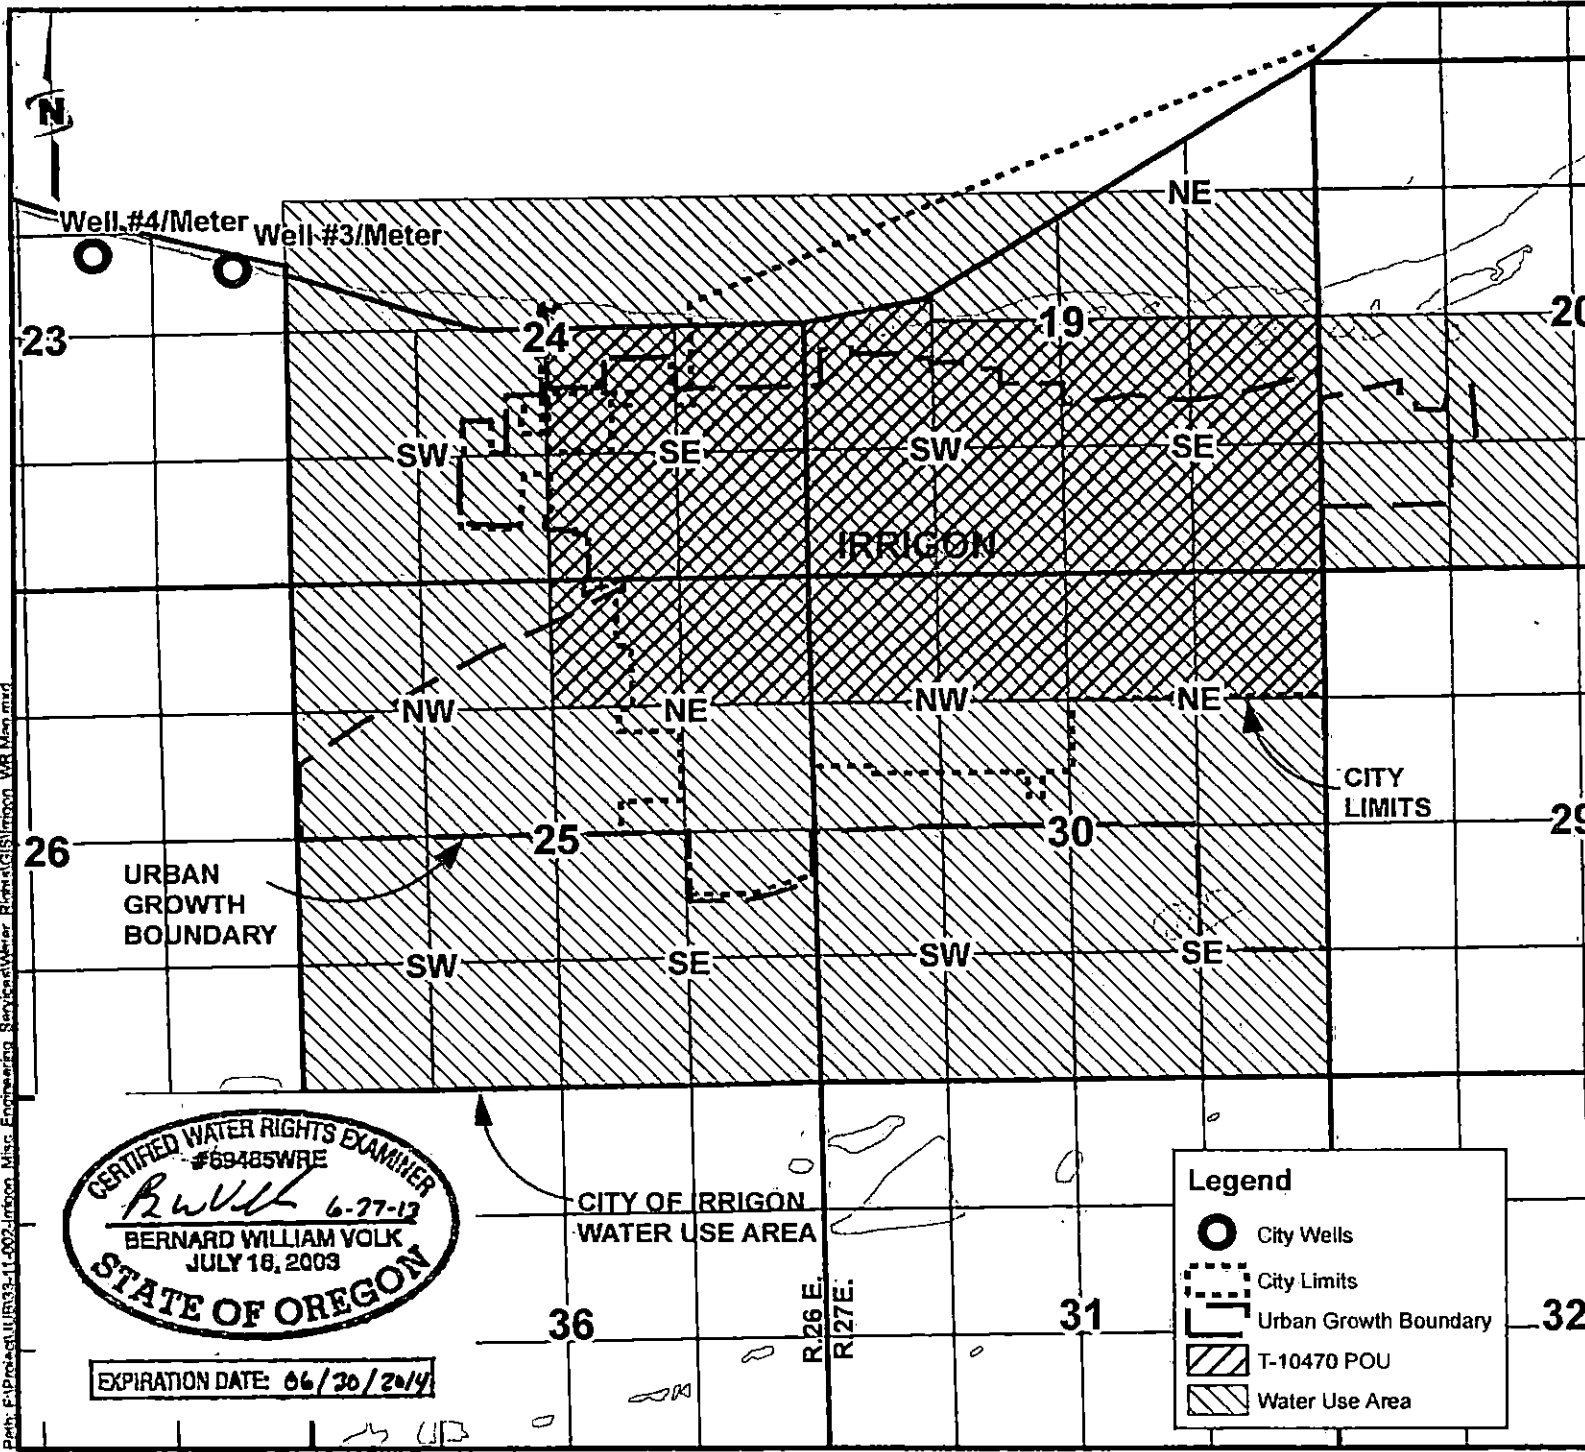 N
Well #4/Meter
Well #3/Meter
NE
23
24
19
20
SW
SE
SW
SE
IRRIGON
NW
NE
NW
NE
CITY
LIMITS
26
25
30
29
URBAN
GROWTH
BOUNDARY
SW
SE
SW
SE
CERTIFIED WATER RIGHTS EXAMINER
#69485WRE
6-27-13
BERNARD WILLIAM VOLK
JULY 18, 2003
STATE OF OREGON
EXPIRATION DATE: 06/30/2014
CITY OF IRRIGON
WATER USE AREA
R.26 E.
R.27 E.
36
31
32
Legend
City Wells
City Limits
Urban Growth Boundary
T-10470 POU
Water Use Area